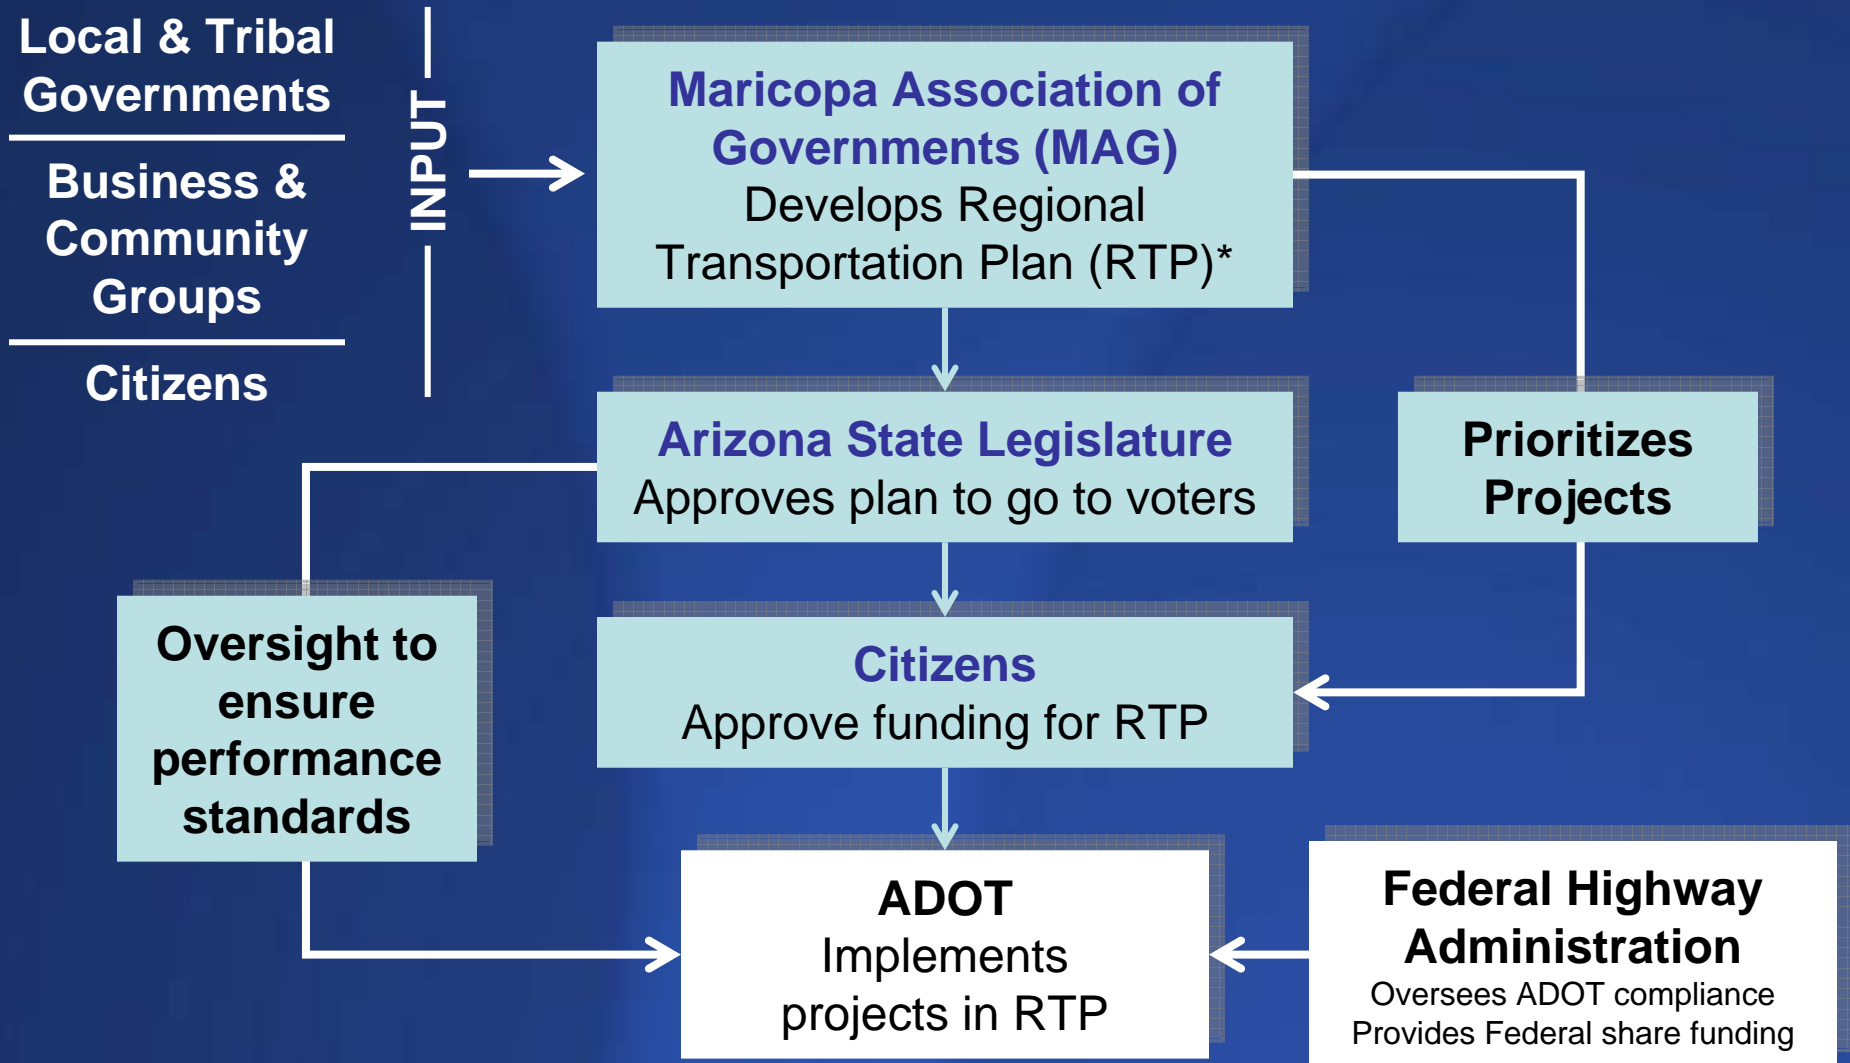 Local & Tribal
Governments
Business &
Community
Groups
Citizens
INPUT
Maricopa Association of
Governments (MAG)
Develops Regional
Transportation Plan (RTP)*
Arizona State Legislature
Approves plan to go to voters
Prioritizes
Projects
Oversight to
ensure
performance
standards
Citizens
Approve funding for RTP
ADOT
Implements
projects in RTP
Federal Highway
Administration
Oversees ADOT compliance
Provides Federal share funding